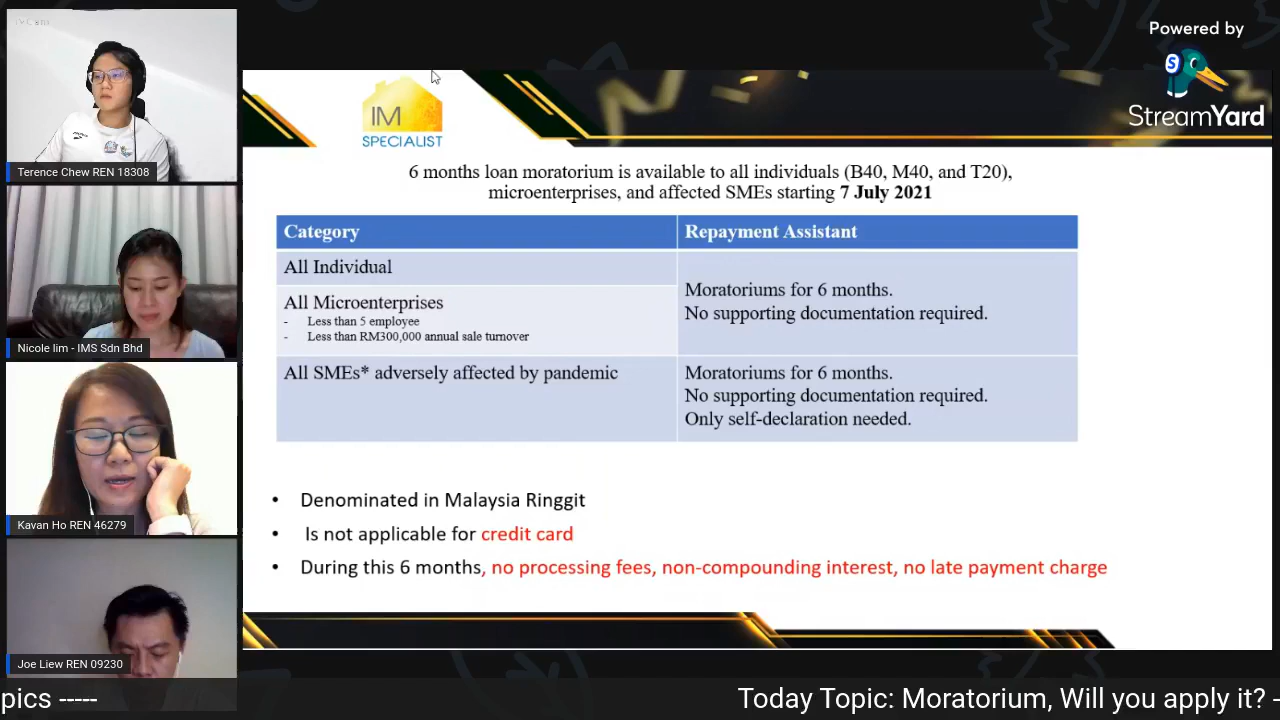 Powered by
StreamYard
Terence Chew REN 18308
Nicole lim - IMS Sdn Bhd
Kavan Ho REN 46279
Joe Liew REN 09230
IM
SPECIALIST
6 months loan moratorium is available to all individuals (B40, M40, and T20),
microenterprises, and affected SMEs starting 7 July 2021
Category
Repayment Assistant
All Individual
All Microenterprises
- Less than 5 employee
- Less than RM300,000 annual sale turnover
Moratoriums for 6 months.
No supporting documentation required.
All SMEs* adversely affected by pandemic
Moratoriums for 6 months.
No supporting documentation required.
Only self-declaration needed.
• Denominated in Malaysia Ringgit
• Is not applicable for credit card
• During this 6 months, no processing fees, non-compounding interest, no late payment charge
pics ----- Today Topic: Moratorium, Will you apply it? -